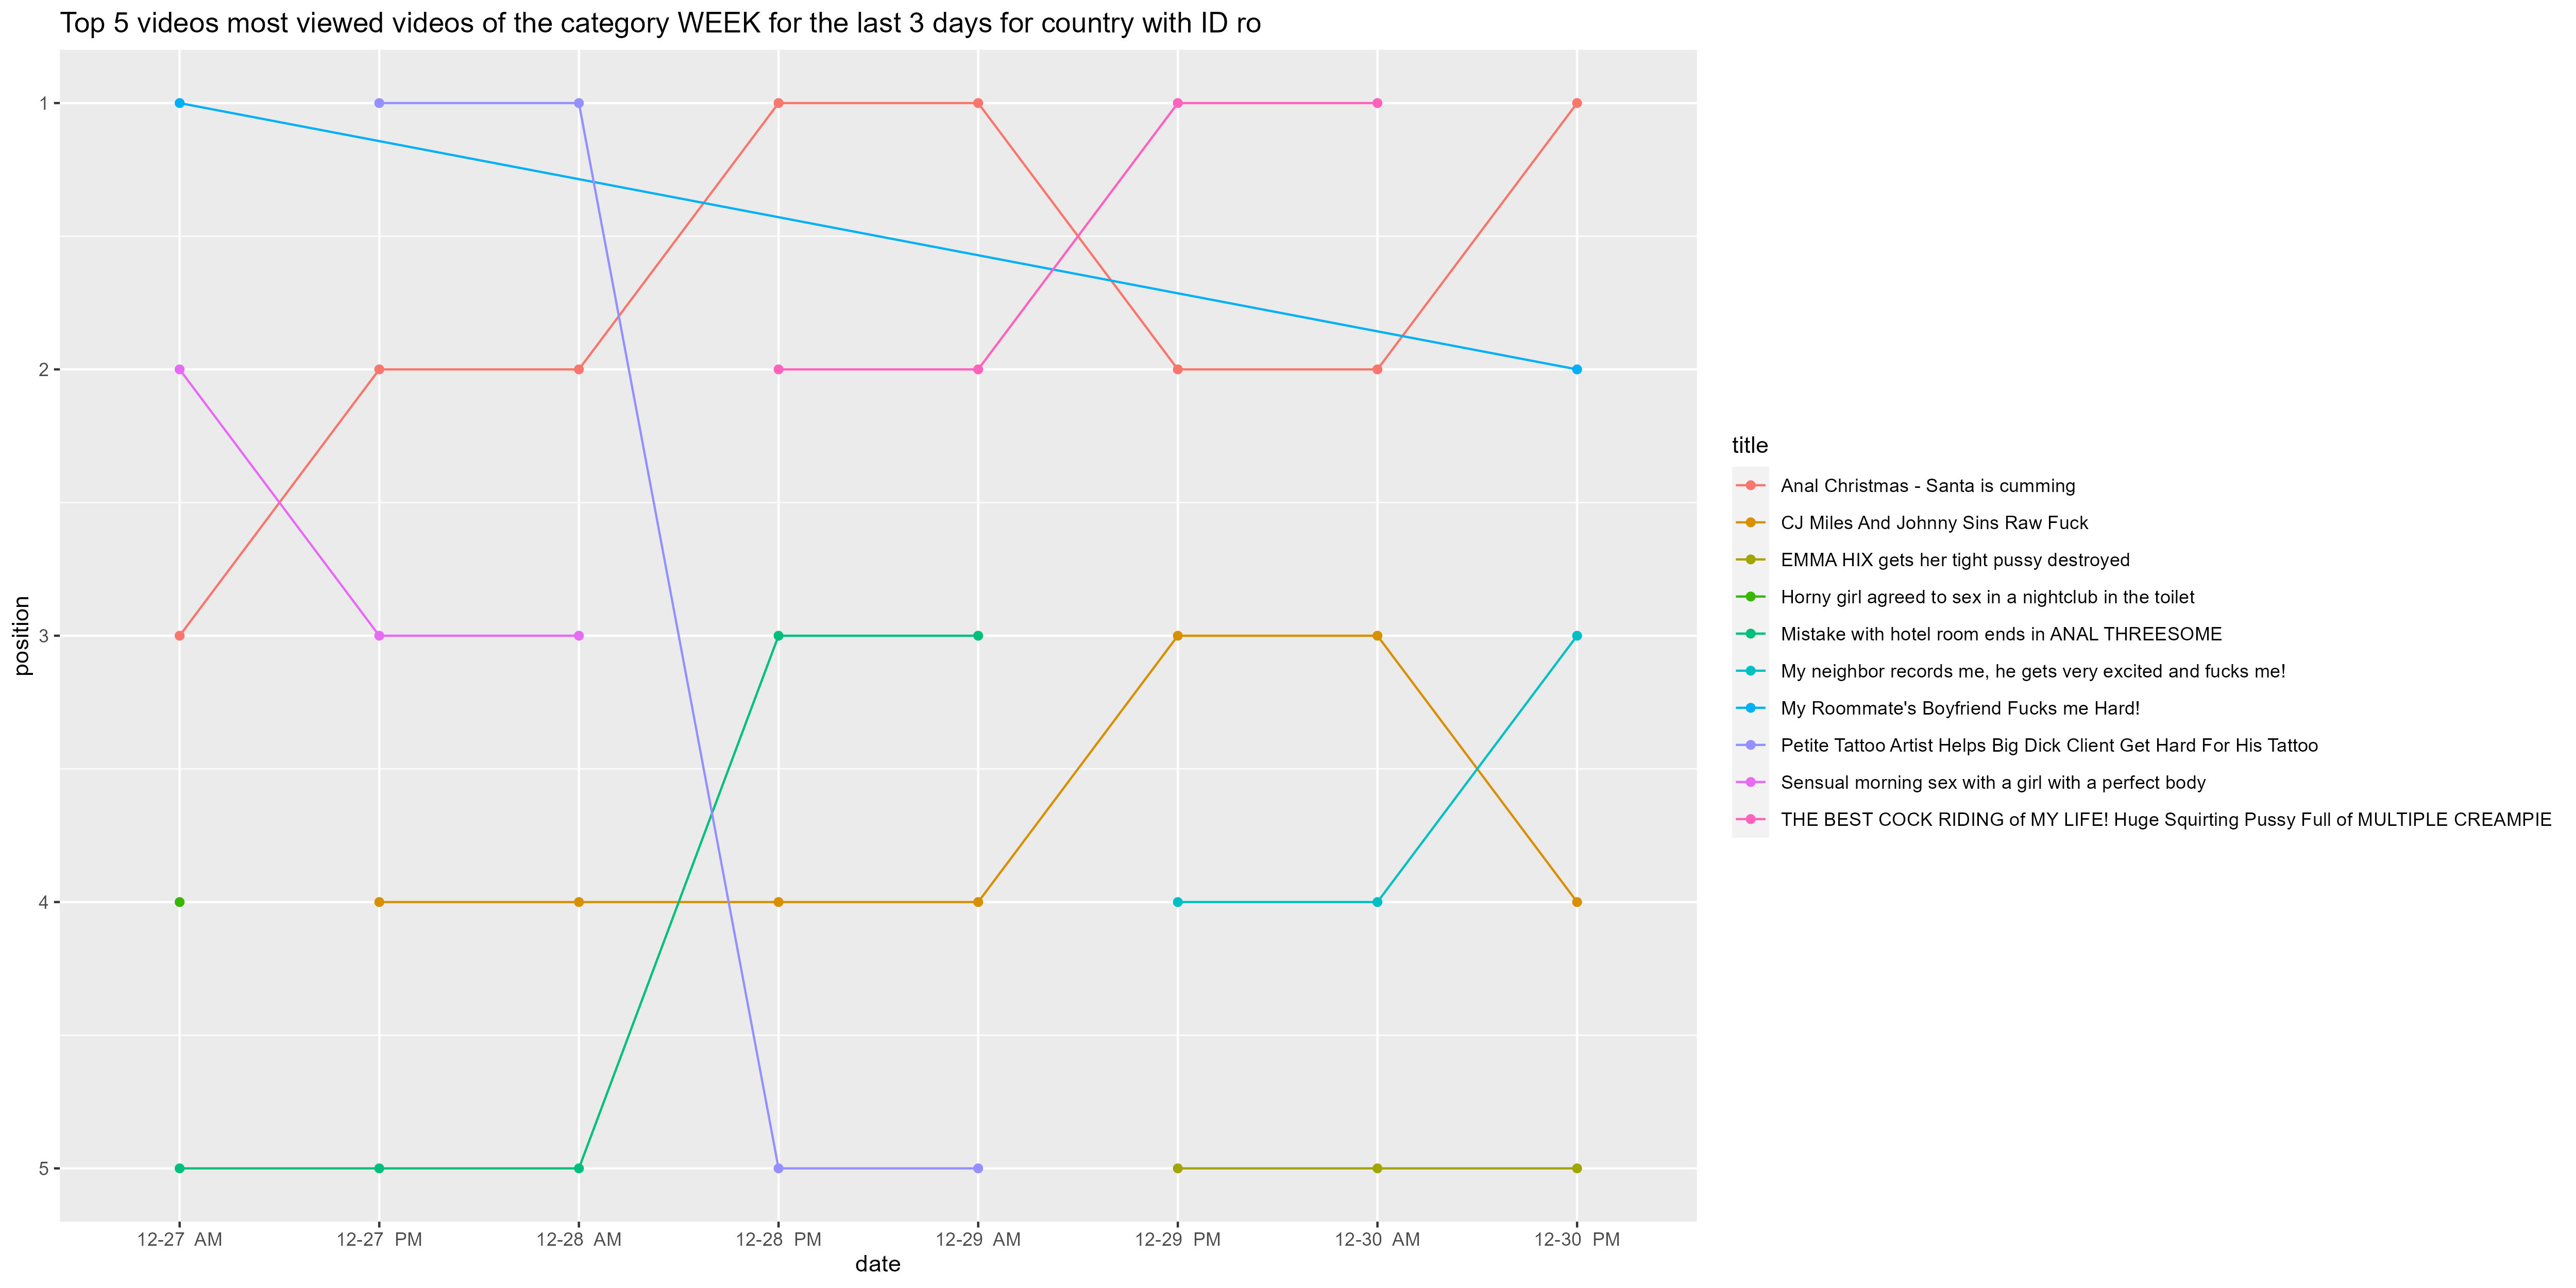 Top 5 videos most viewed videos of the category WEEK for the last 3 days for country with ID ro
position
1
2
3
4
5
12-27 AM
12-27 PM
12-28 AM
12-28 PM
12-29 AM
12-29 PM
12-30 AM
12-30 PM
date
title
Anal Christmas - Santa is cumming
CJ Miles And Johnny Sins Raw Fuck
EMMA HIX gets her tight pussy destroyed
Horny girl agreed to sex in a nightclub in the toilet
Mistake with hotel room ends in ANAL THREESOME
My neighbor records me, he gets very excited and fucks me!
My Roommate's Boyfriend Fucks me Hard!
Petite Tattoo Artist Helps Big Dick Client Get Hard For His Tattoo
Sensual morning sex with a girl with a perfect body
THE BEST COCK RIDING of MY LIFE! Huge Squirting Pussy Full of MULTIPLE CREAMPIE